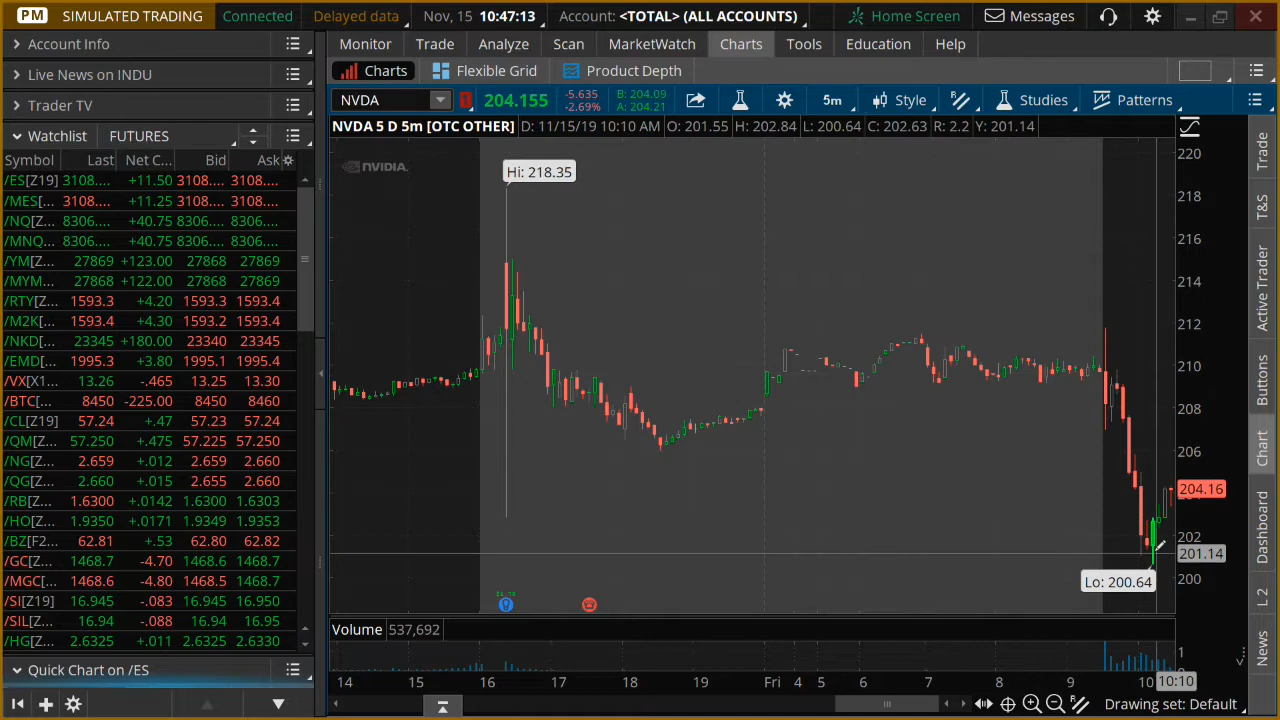 PM SIMULATED TRADING Connected Delayed data Nov, 15 10:47:13 Account: <TOTAL> (ALL ACCOUNTS) Home Screen Messages
Account Info
Live News on INDU
Trader TV
Watchlist FUTURES
Symbol Last Net C... Bid Ask
/ES[Z19] 3108.... +11.50 3108.... 3108....
/MES[... 3108.... +11.25 3108.... 3108....
/NQ[Z... 8306.... +40.75 8306.... 8306....
/MNQ... 8306.... +40.75 8306.... 8306....
/YM[Z... 27869 +123.00 27868 27869
/MYM... 27868 +122.00 27868 27869
/RTY[Z... 1593.3 +4.20 1593.3 1593.4
/M2K[... 1593.4 +4.30 1593.2 1593.4
/NKD[... 23345 +180.00 23340 23345
/EMD[... 1995.3 +3.80 1995.1 1995.4
/VX[X1... 13.26 -.465 13.25 13.30
/BTC[... 8450 -225.00 8450 8460
/CL[Z19] 57.24 +.47 57.23 57.24
/QM[Z... 57.250 +.475 57.225 57.250
/NG[Z... 2.659 +.012 2.659 2.660
/QG[Z... 2.660 +.015 2.655 2.660
/RB[Z... 1.6300 +.0142 1.6300 1.6303
/HO[Z... 1.9350 +.0171 1.9349 1.9353
/BZ[F2... 62.81 +.53 62.80 62.82
/GC[Z... 1468.7 -4.70 1468.6 1468.7
/MGC[... 1468.6 -4.80 1468.5 1468.7
/SI[Z19] 16.945 -.083 16.945 16.950
/SIL[Z... 16.94 -.088 16.94 16.95
/HG[Z... 2.6325 +.011 2.6325 2.6330
Quick Chart on /ES
Monitor Trade Analyze Scan MarketWatch Charts Tools Education Help
Charts Flexible Grid Product Depth
NVDA 1 204.155 -5.635 -2.69% B: 204.09 A: 204.21 5m Style Studies Patterns
NVDA 5 D 5m [OTC OTHER] D: 11/15/19 10:10 AM O: 201.55 H: 202.84 L: 200.64 C: 202.63 R: 2.2 Y: 201.14
NVIDIA.
Hi: 218.35
220
218
216
214
212
210
208
206
204.16
202
201.14
200
Lo: 200.64
Volume 537,692
1
14 15 16 17 18 19 Fri 4 5 6 7 8 9 10 10:10
Drawing set: Default
Trade
T&S
Active Trader
Buttons
Chart
Dashboard
L 2
News